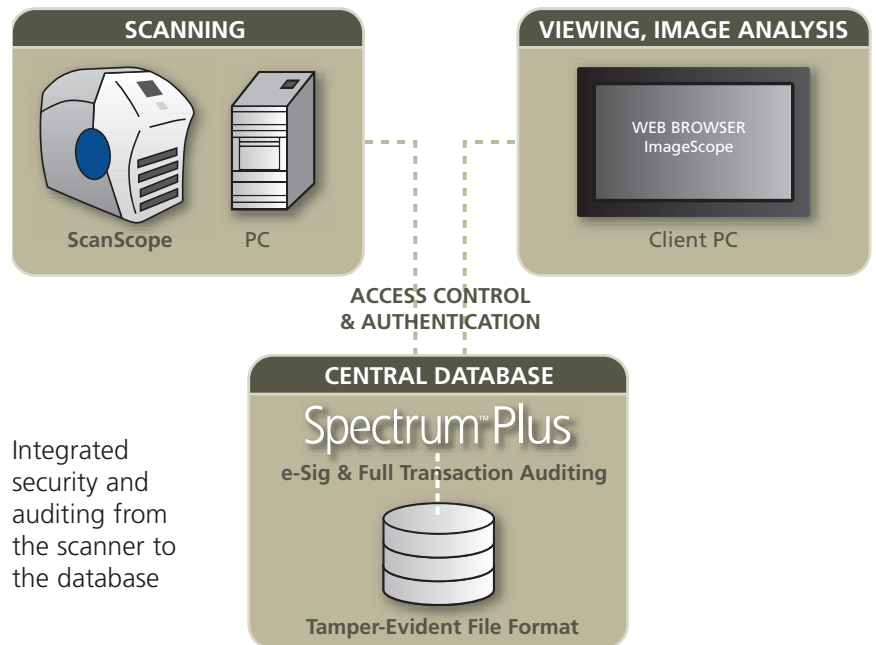 SCANNING
ScanScope
PC
VIEWING, IMAGE ANALYSIS
WEB BROWSER
ImageScope
Client PC
ACCESS CONTROL
& AUTHENTICATION
CENTRAL DATABASE
Spectrum™ Plus
e-Sig & Full Transaction Auditing
Tamper-Evident File Format
Integrated
security and
auditing from
the scanner to
the database